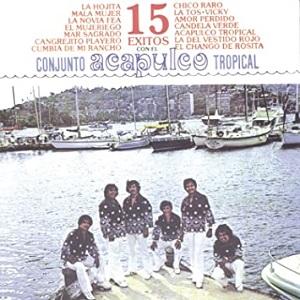 LA HOJITA
MALA MUJER
LA NOVIA FEA
EL MUJERIEGO
MAR SAGRADO
CANGREJITO PLAYERO
CUMBIA DE MI RANCHO
15
EXITOS
CON EL
CHICO RARO
LA TOS-VICKY
AMOR PERDIDO
CANDELA VERDE
ACAPULCO TROPICAL
LA DEL VESTIDO ROJO
EL CHANGO DE ROSITA
CONJUNTO acapulco TROPICAL